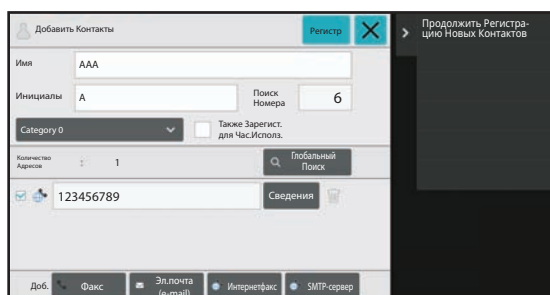 Добавить Контакты
Регистр
Продолжить Регистра-
цию Новых Контактов
Имя
AAA
Инициалы
A
Поиск
Номера
6
Category 0
Также Зарегист.
для Час.Исполз.
Количество
Адресов
:
1
Глобальный
Поиск
123456789
Сведения
Доб.
Факс
Эл.почта
(e-mail)
Интернетфакс
SMTP-сервер